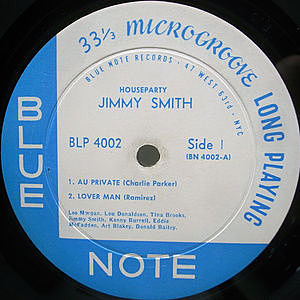 33⅓ MICROGROOVE LONG PLAYING
BLUE NOTE RECORDS • 47 WEST 63rd • NYC
HOUSEPARTY
JIMMY SMITH
BLP 4002
Side 1
(BN 4002-A)
1. AU PRIVATE (Charlie Parker)
2. LOVER MAN (Ramirez)
Lee Morgan, Lou Donaldson, Tina Brooks,
Jimmy Smith, Kenny Burrell, Eddie
McFadden, Art Blakey, Donald Bailey.
BLUE
NOTE